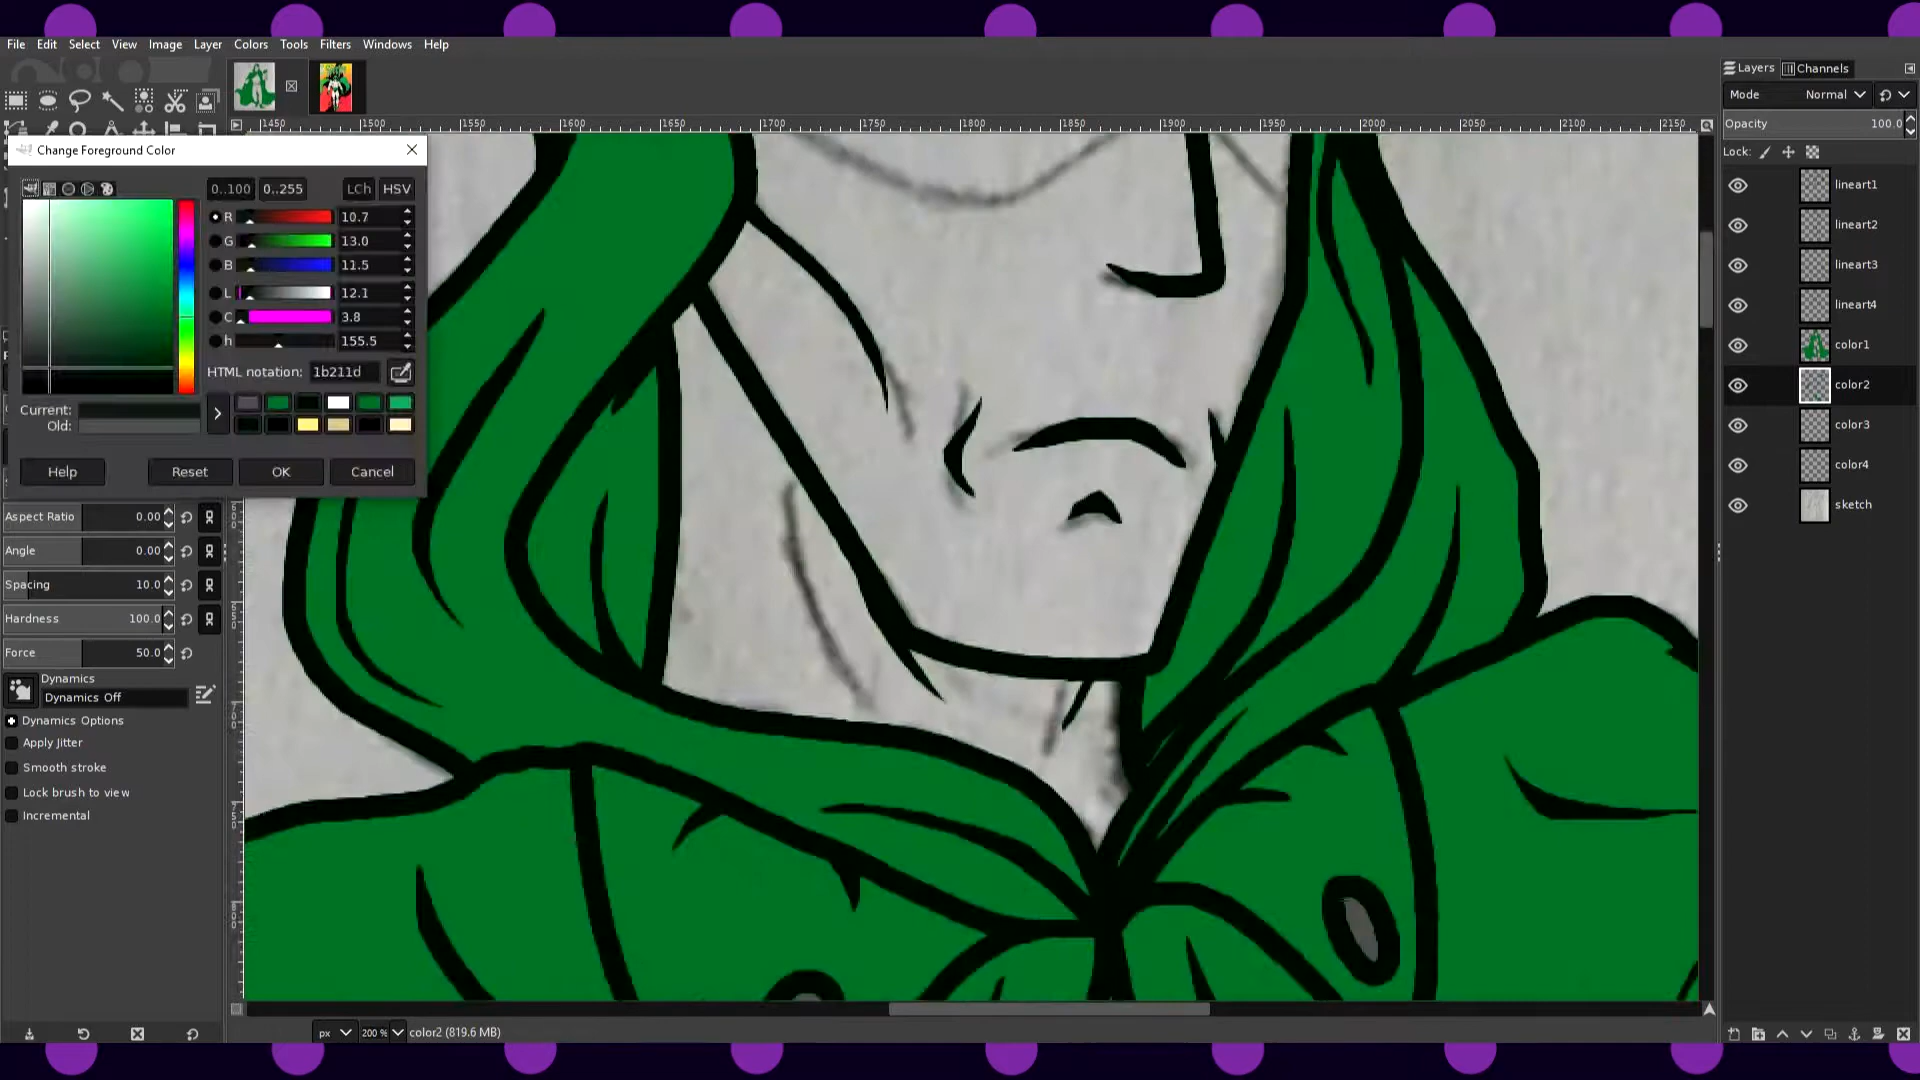 File Edit Select View Image Layer Colors Tools Filters Windows Help
Layers Channels
Mode Normal
Opacity 100.0
Lock:
1450 1500 1550 1600 1650 1700 1750 1800 1850 1900 1950 2000 2050 2100 2150
Change Foreground Color
0..100 0..255 LCh HSV
R 10.7
G 13.0
B 11.5
L 12.1
C 3.8
h 155.5
HTML notation: 1b211d
Current:
Old:
Help Reset OK Cancel
Aspect Ratio 0.00
Angle 0.00
Spacing 10.0
Hardness 100.0
Force 50.0
Dynamics
Dynamics Off
Dynamics Options
Apply Jitter
Smooth stroke
Lock brush to view
Incremental
lineart1
lineart2
lineart3
lineart4
color1
color2
color3
color4
sketch
px 200 % color2 (819.6 MB)